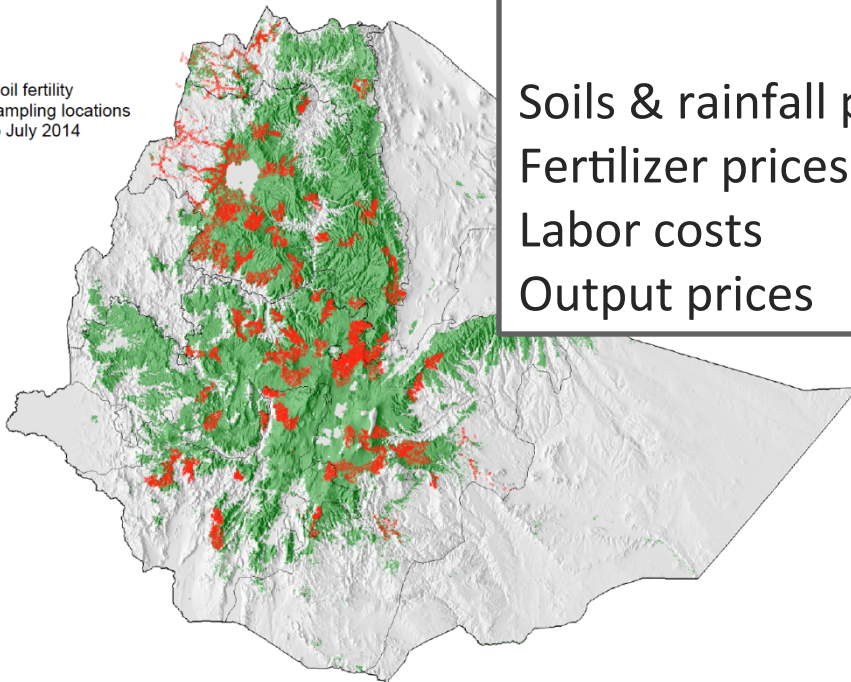 oil fertility
ampling locations
July 2014
Soils & rainfall p
Fertilizer prices
Labor costs
Output prices